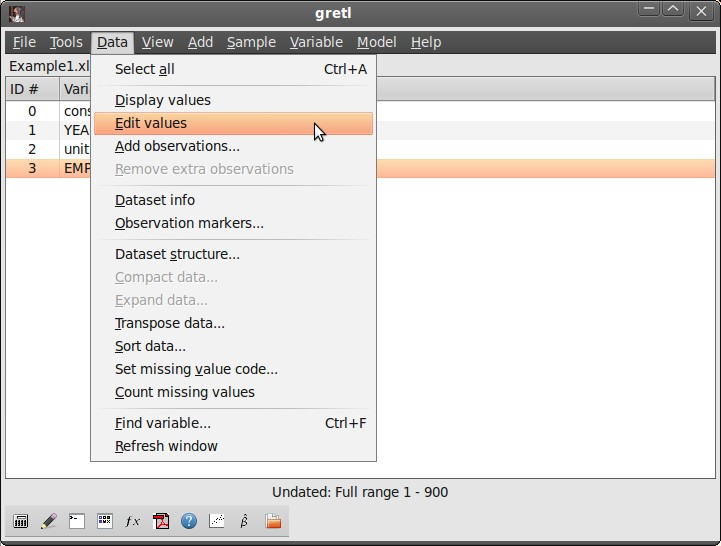 gretl
File Tools Data View Add Sample Variable Model Help
Example1.xl
ID # Vari
0 cons
1 YEA
2 unit
3 EMP
Select all Ctrl+A
Display values
Edit values
Add observations...
Remove extra observations
Dataset info
Observation markers...
Dataset structure...
Compact data...
Expand data...
Transpose data...
Sort data...
Set missing value code...
Count missing values
Find variable... Ctrl+F
Refresh window
Undated: Full range 1 - 900
fx
β̂